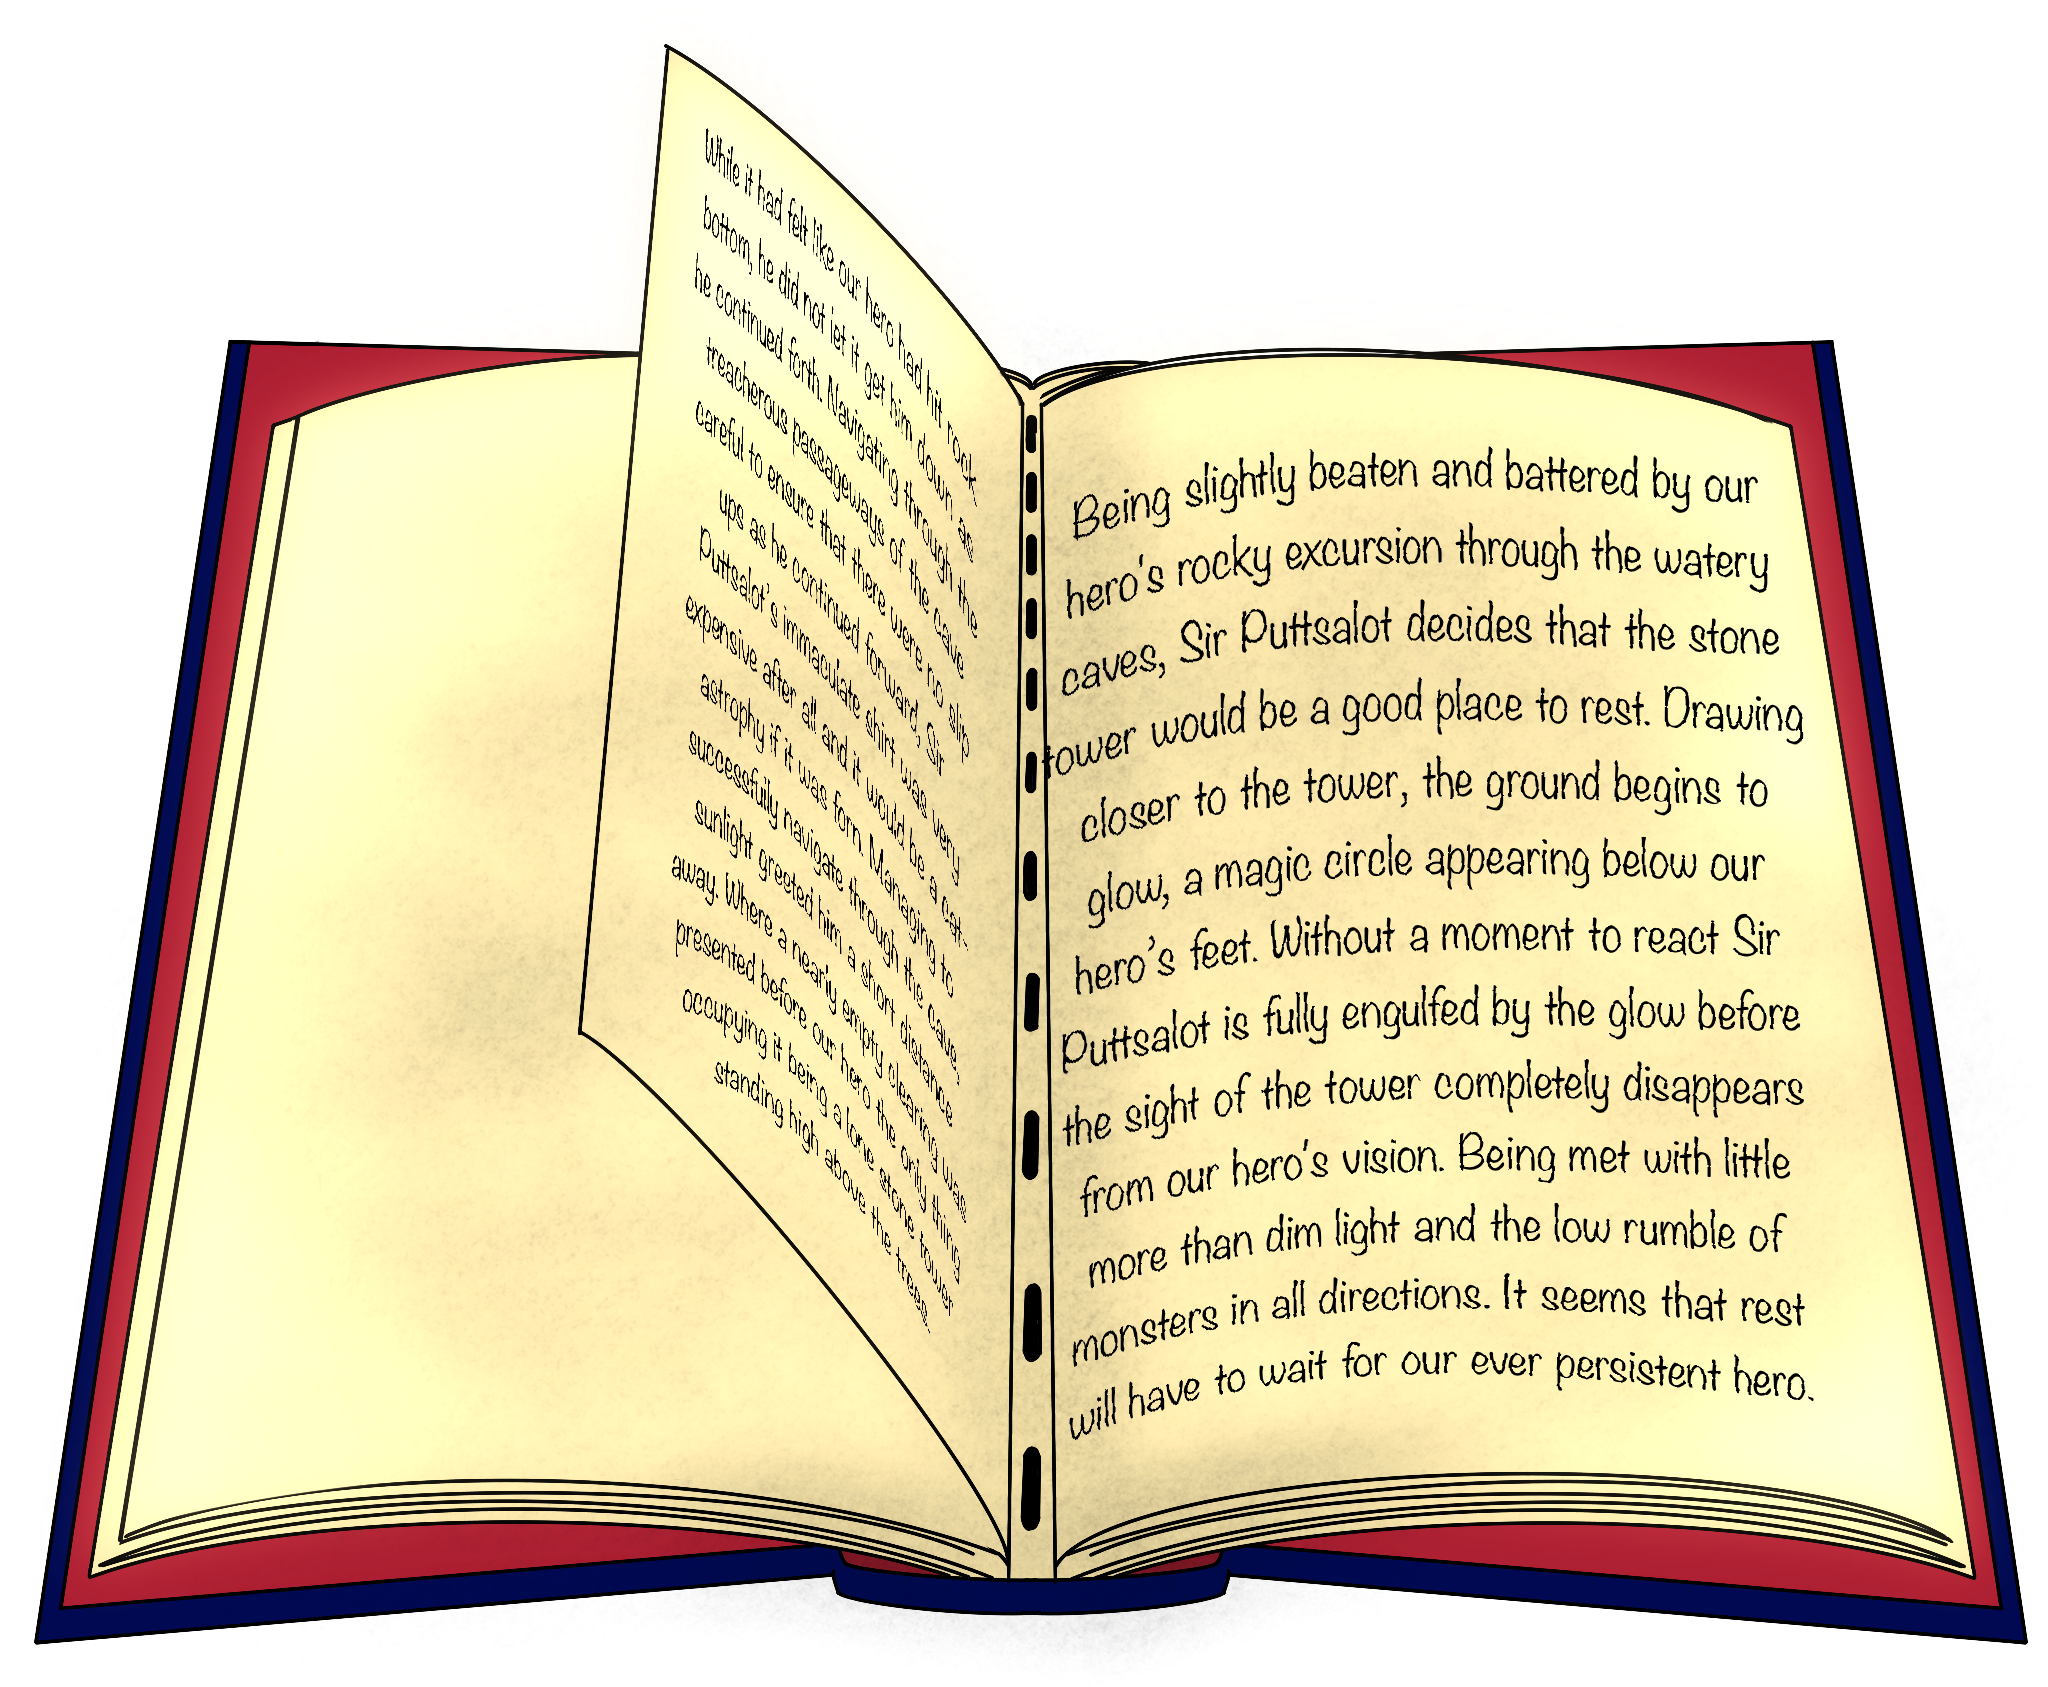 While it had felt like our hero had hit rock
bottom, he did not let it get him down as
he continued forth. Navigating through the
treacherous passageways of the cave
careful to ensure that there were no slip
ups as he continued forward, Sir
Puttsalot's immaculate shirt was very
expensive after all and it would be a cat-
astrophy if it was torn. Managing to
successfully navigate through the cave,
sunlight greeted him a short distance
away. Where a nearly empty clearing was
presented before our hero the only thing
occupying it being a lone stone tower
standing high above the trees.
Being slightly beaten and battered by our
hero's rocky excursion through the watery
caves, Sir Puttsalot decides that the stone
tower would be a good place to rest. Drawing
closer to the tower, the ground begins to
glow, a magic circle appearing below our
hero's feet. Without a moment to react Sir
Puttsalot is fully engulfed by the glow before
the sight of the tower completely disappears
from our hero's vision. Being met with little
more than dim light and the low rumble of
monsters in all directions. It seems that rest
will have to wait for our ever persistent hero.